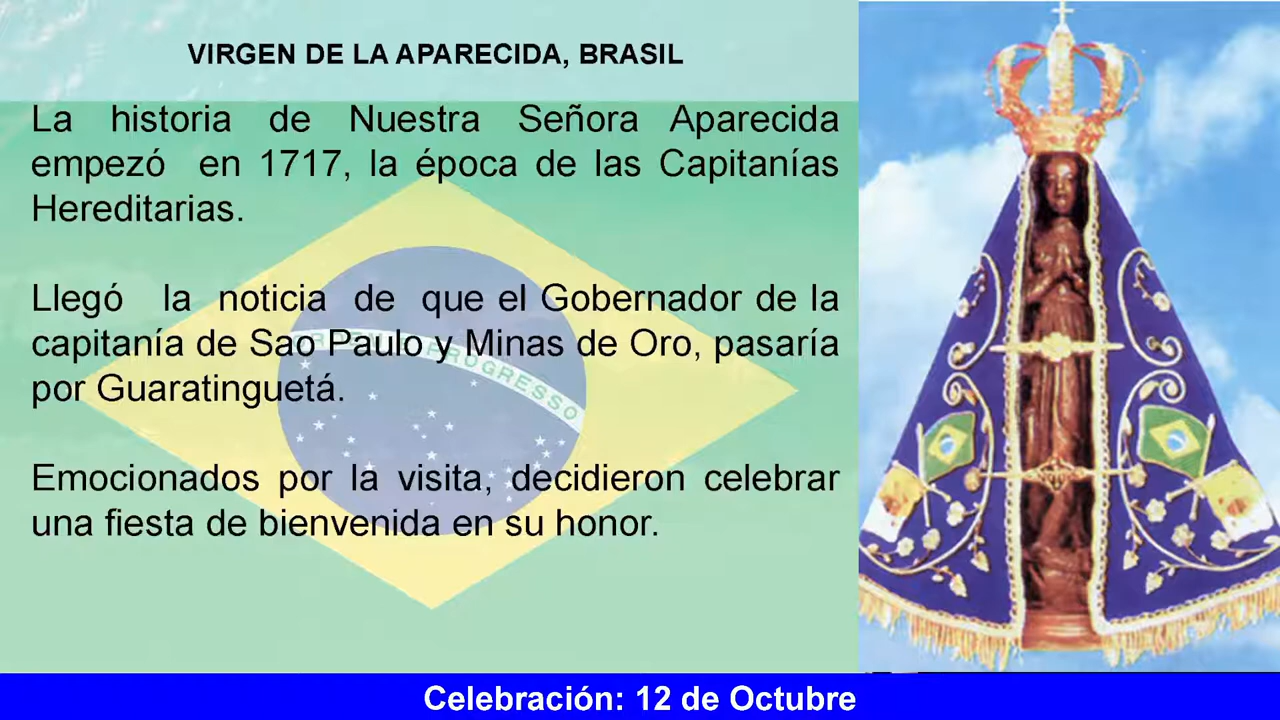 VIRGEN DE LA APARECIDA, BRASIL
La historia de Nuestra Señora Aparecida
empezó en 1717, la época de las Capitanías
Hereditarias.
Llegó la noticia de que el Gobernador de la
capitanía de Sao Paulo y Minas de Oro, pasaría
por Guaratinguetá.
PROGRESSO
Emocionados por la visita, decidieron celebrar
una fiesta de bienvenida en su honor.
Celebración: 12 de Octubre